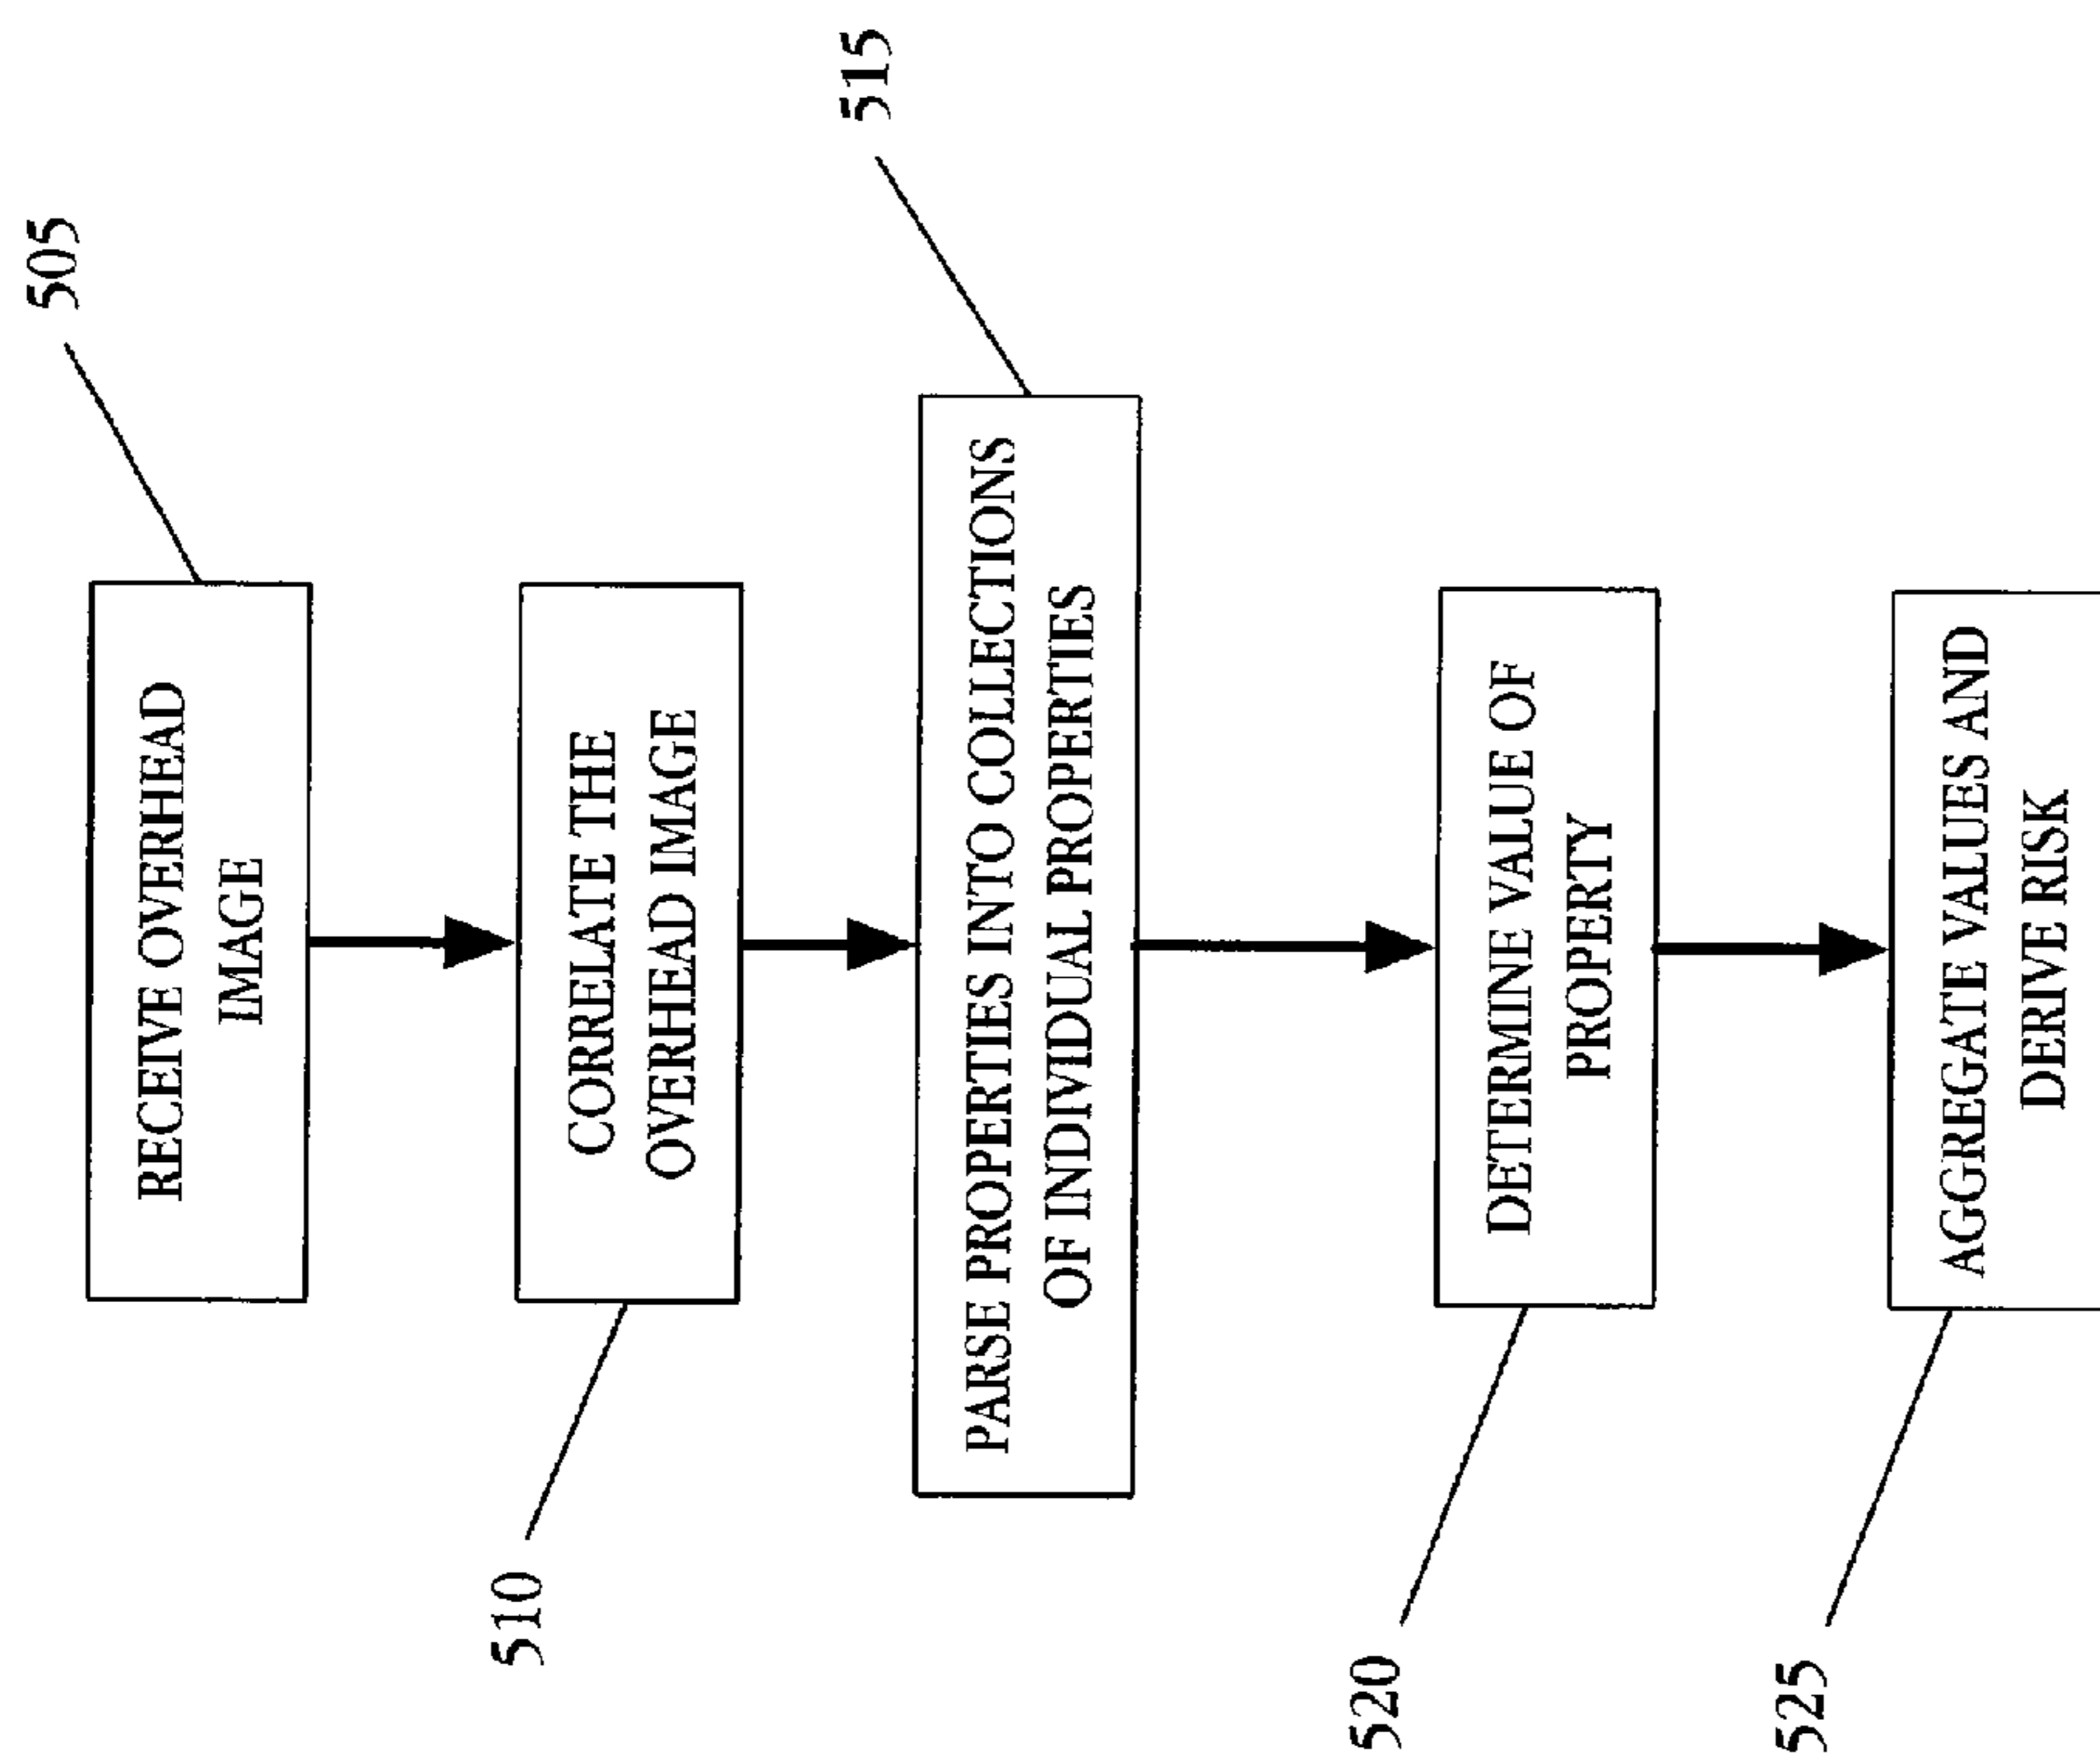 505
RECEIVE OVERHEAD
IMAGE
510
CORRELATE THE
OVERHEAD IMAGE
515
PARSE PROPERTIES INTO COLLECTIONS
OF INDIVIDUAL PROPERTIES
520
DETERMINE VALUE OF
PROPERTY
525
AGGREGATE VALUES AND
DERIVE RISK